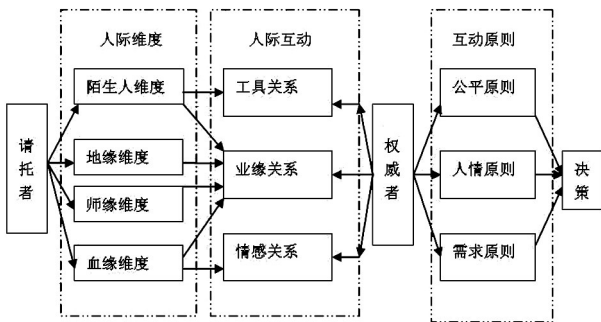 人际维度
人际互动
互动原则
请托者
陌生人维度
地缘维度
师缘维度
血缘维度
工具关系
业缘关系
情感关系
权威者
公平原则
人情原则
需求原则
决策